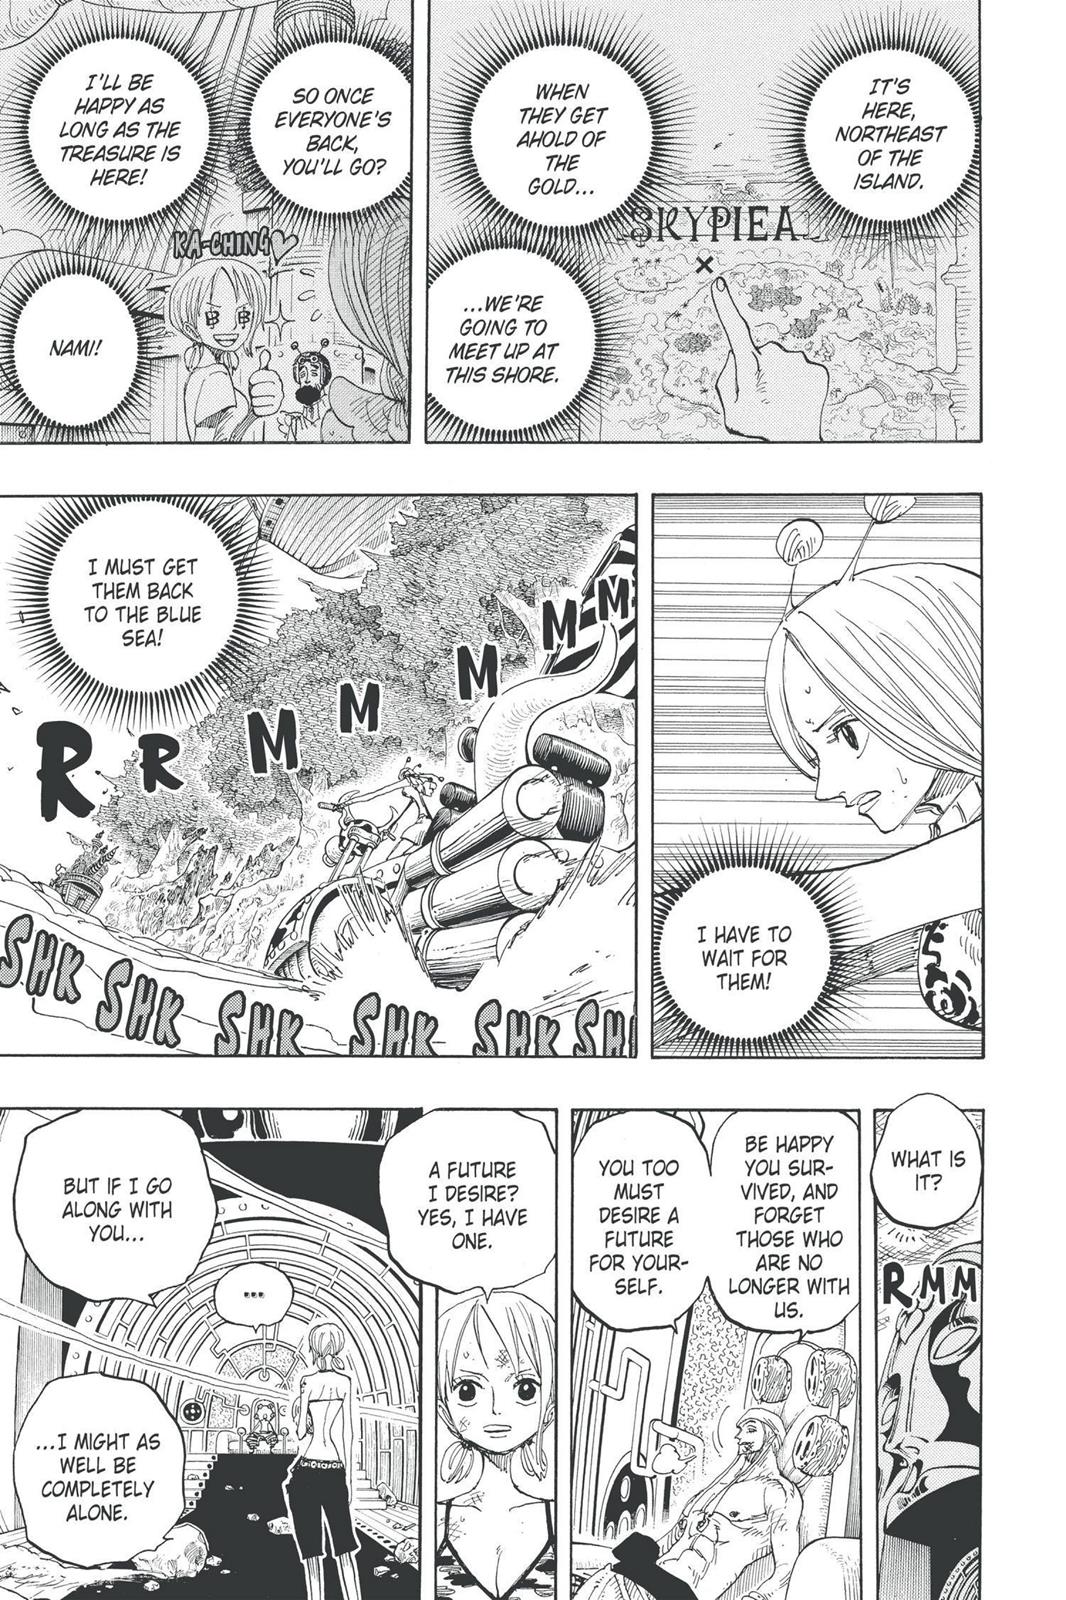 IT'S
HERE,
NORTHEAST
OF THE
ISLAND.
WHEN
THEY GET
AHOLD OF
THE
GOLD...
SKYPIEA
...WE'RE
GOING TO
MEET UP AT
THIS SHORE.
SO ONCE
EVERYONE'S
BACK,
YOU'LL GO?
I'LL BE
HAPPY AS
LONG AS THE
TREASURE IS
HERE!
KA-CHING
NAMI!
I HAVE TO
WAIT FOR
THEM!
I MUST GET
THEM BACK
TO THE BLUE
SEA!
RRMMMMM
SHK SHK SHK SHK SHK SH
WHAT IS
IT?
RMMM
BE HAPPY
YOU SUR-
VIVED, AND
FORGET
THOSE WHO
ARE NO
LONGER WITH
US.
YOU TOO
MUST
DESIRE A
FUTURE
FOR YOUR-
SELF.
A FUTURE
I DESIRE?
YES, I HAVE
ONE.
BUT IF I GO
ALONG WITH
YOU...
...
...I MIGHT AS
WELL BE
COMPLETELY
ALONE.